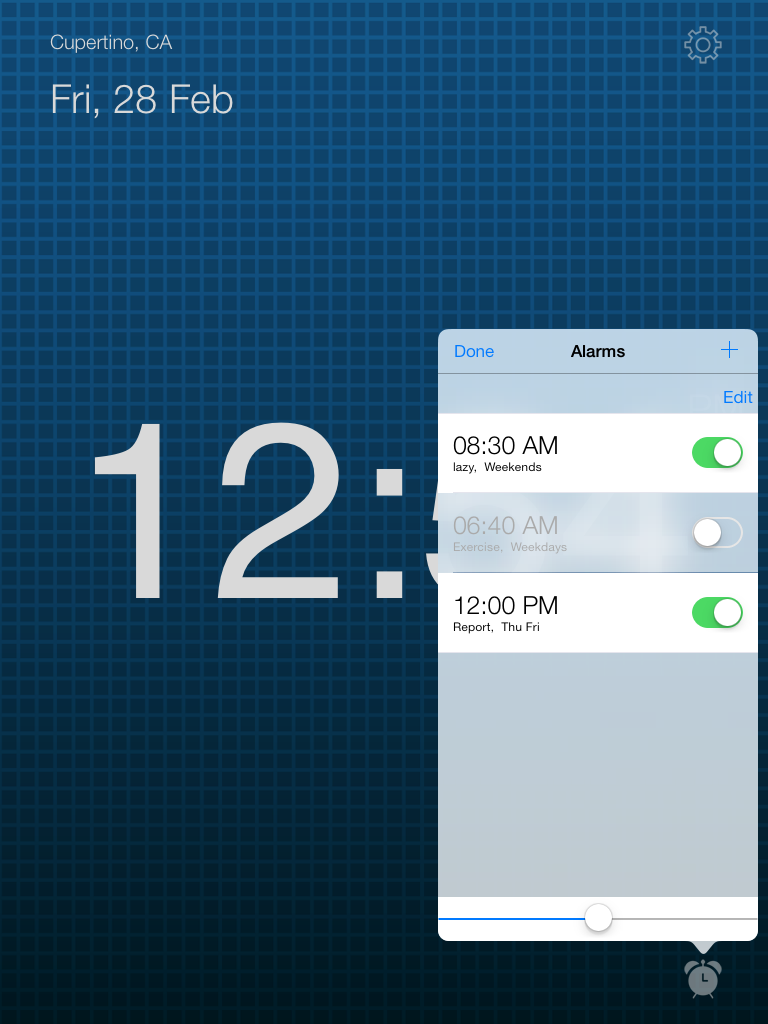 Cupertino, CA
Fri, 28 Feb
12:54
Done Alarms
Edit
08:30 AM
lazy, Weekends
06:40 AM
Exercise, Weekdays
12:00 PM
Report, Thu Fri